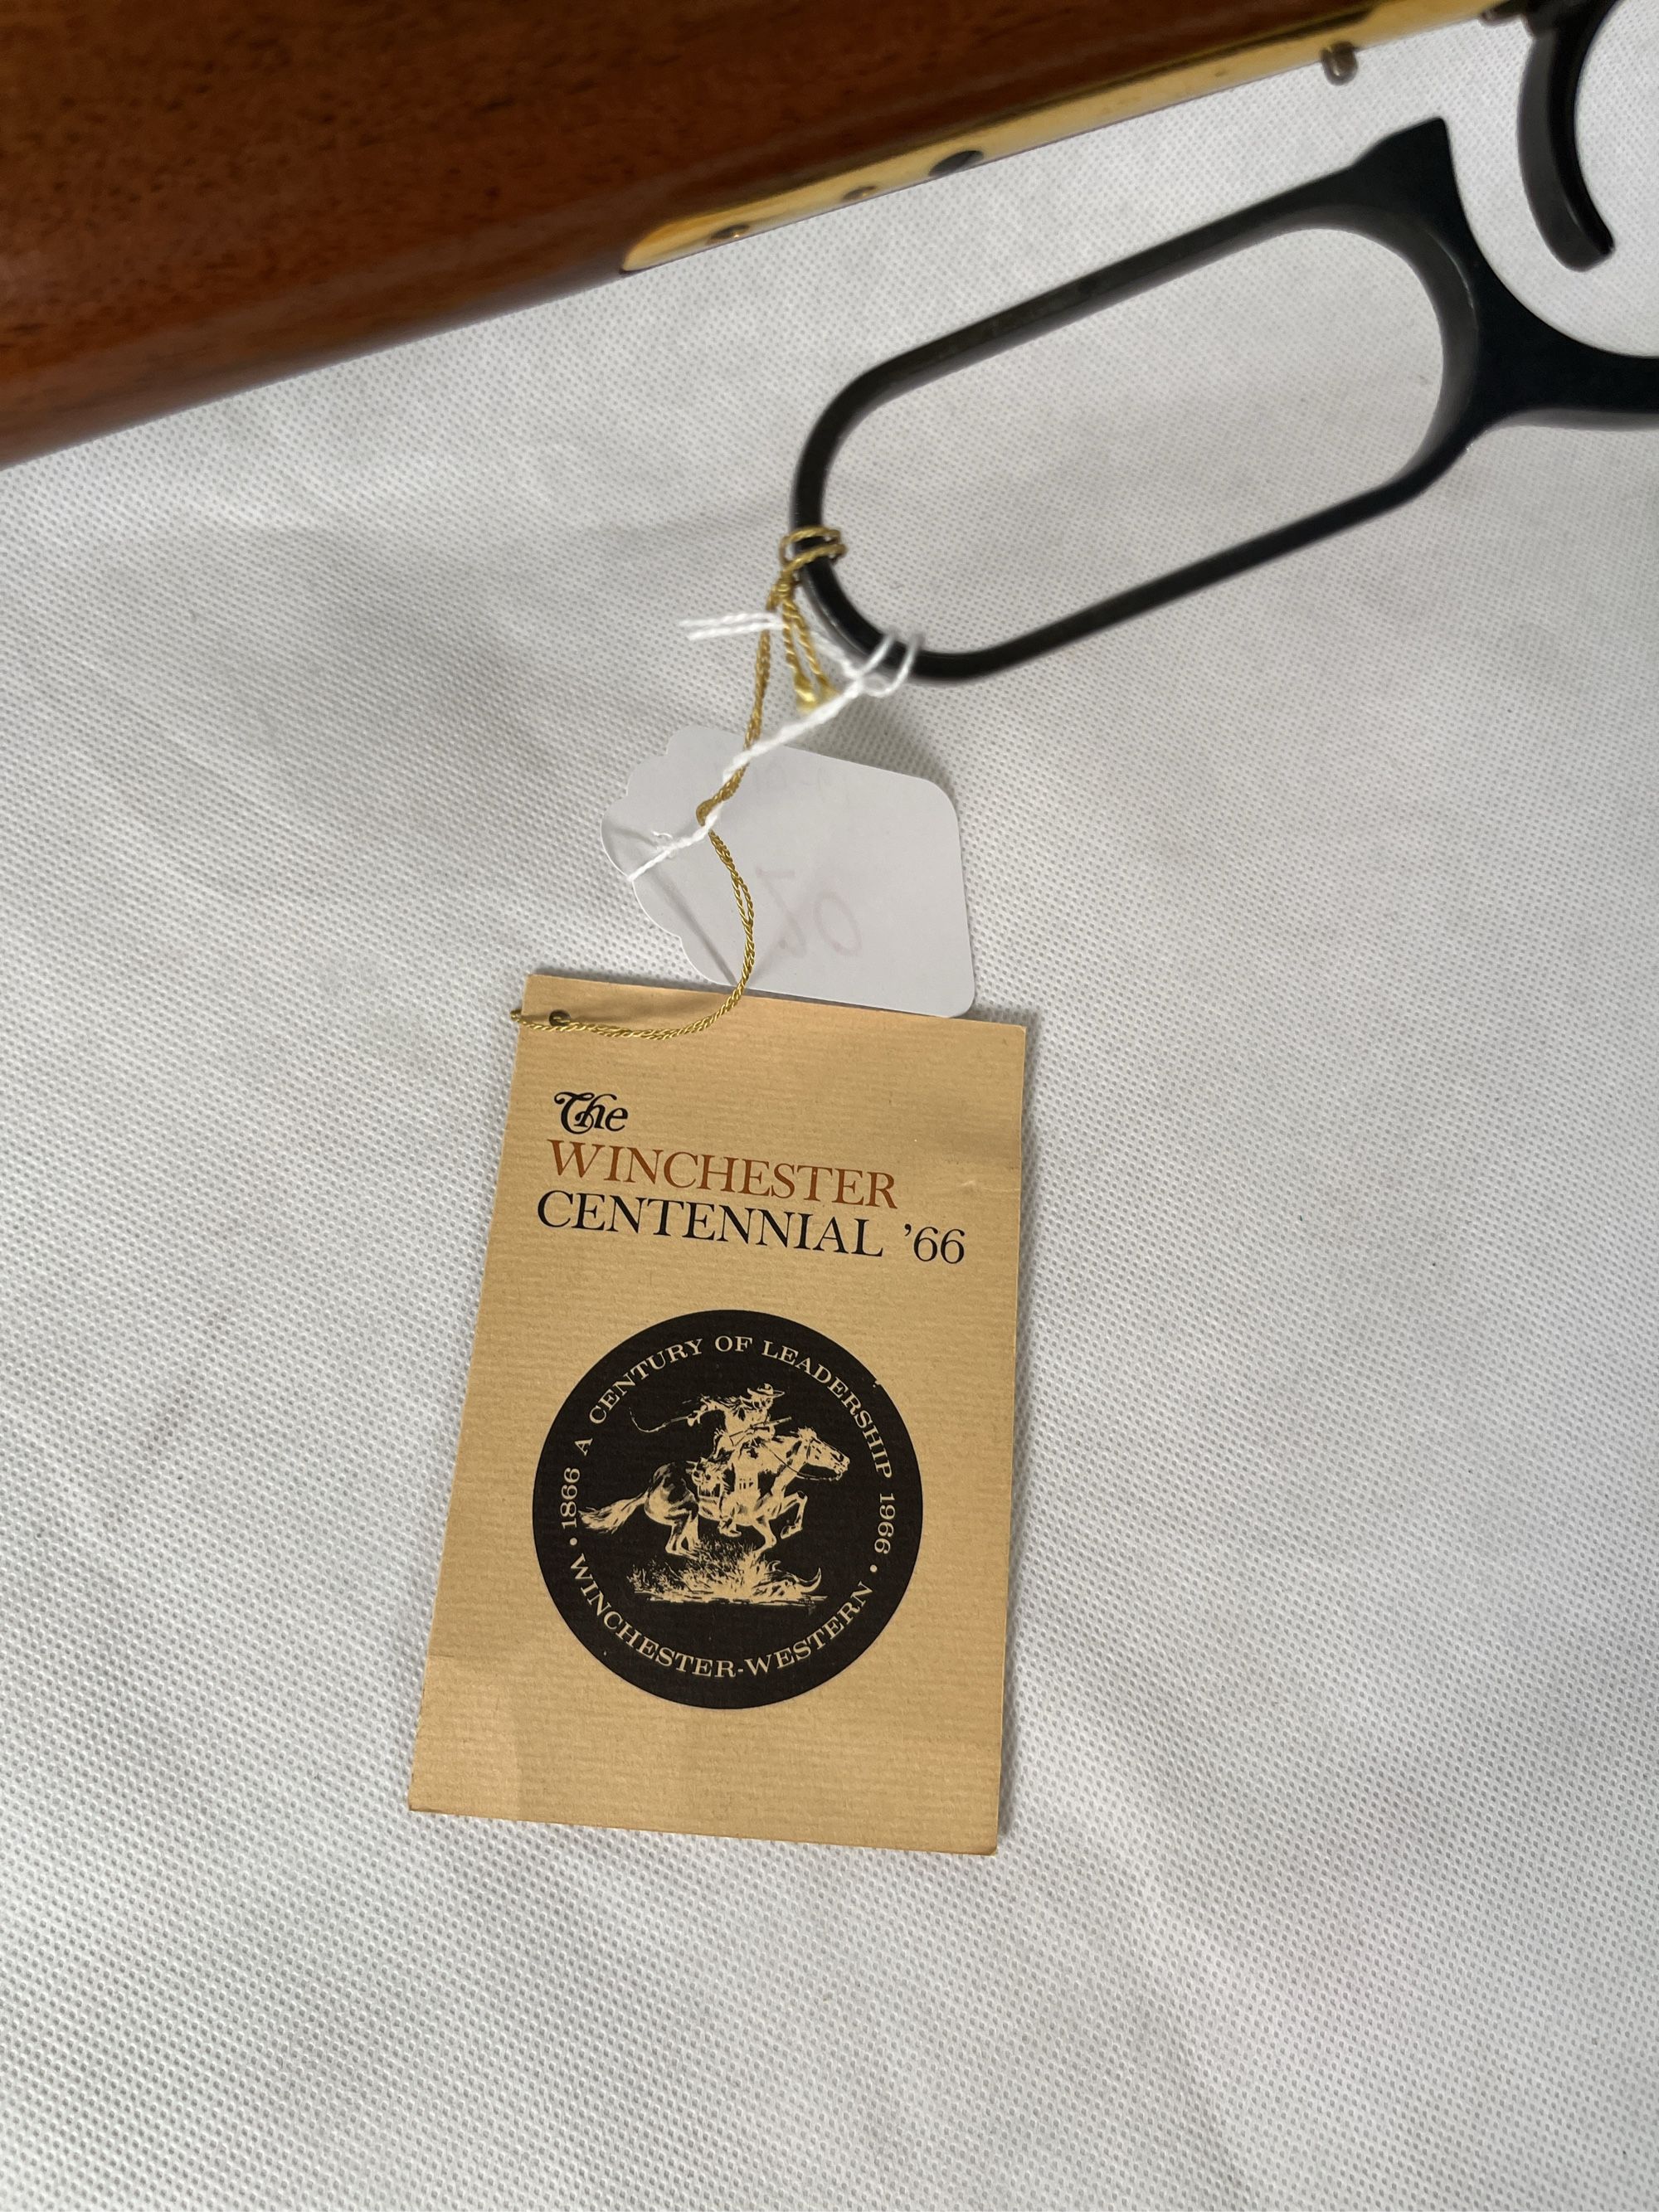 The
WINCHESTER
CENTENNIAL ’66
1866 A CENTURY OF LEADERSHIP 1966
• WINCHESTER-WESTERN •